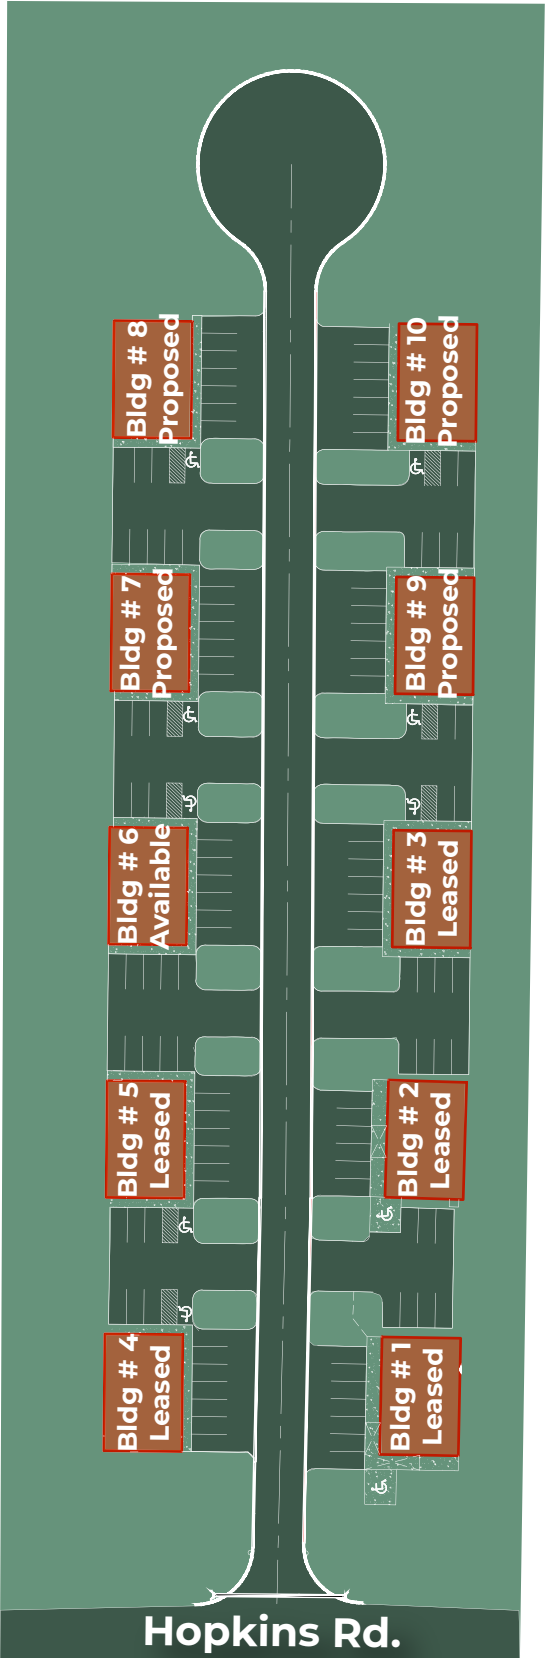 Bldg # 8
Proposed
Bldg # 10
Proposed
Bldg # 7
Proposed
Bldg # 9
Proposed
Bldg # 6
Available
Bldg # 3
Leased
Bldg # 5
Leased
Bldg # 2
Leased
Bldg # 4
Leased
Bldg # 1
Leased
Hopkins Rd.